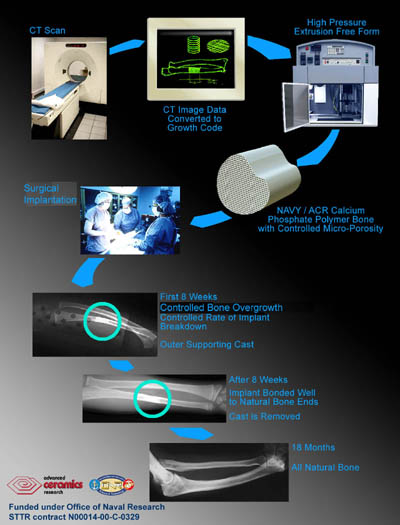 CT Scan
CT Image Data
Converted to
Growth Code
High Pressure
Extrusion Free Form
NAVY / ACR Calcium
Phosphate Polymer Bone
with Controlled Micro-Porosity
Surgical
Implantation
First 8 Weeks
Controlled Bone Overgrowth
Controlled Rate of Implant
Breakdown
Outer Supporting Cast
After 8 Weeks
Implant Bonded Well
to Natural Bone Ends
Cast is Removed
18 Months
All Natural Bone
advanced
ceramics
research
Funded under Office of Naval Research
STTR contract N00014-00-C-0329